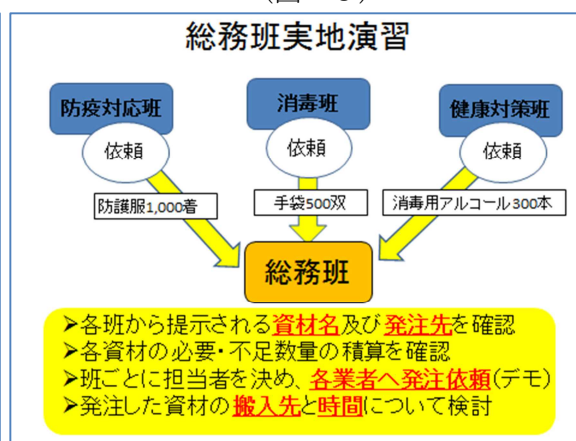 総務班実地演習
防疫対応班
消毒班
健康対策班
依頼
依頼
依頼
防護服1,000着
手袋500双
消毒用アルコール300本
総務班
➢各班から提示される資材名及び発注先を確認
➢各資材の必要・不足数量の積算を確認
➢班ごとに担当者を決め、各業者へ発注依頼(デモ)
➢発注した資材の搬入先と時間について検討